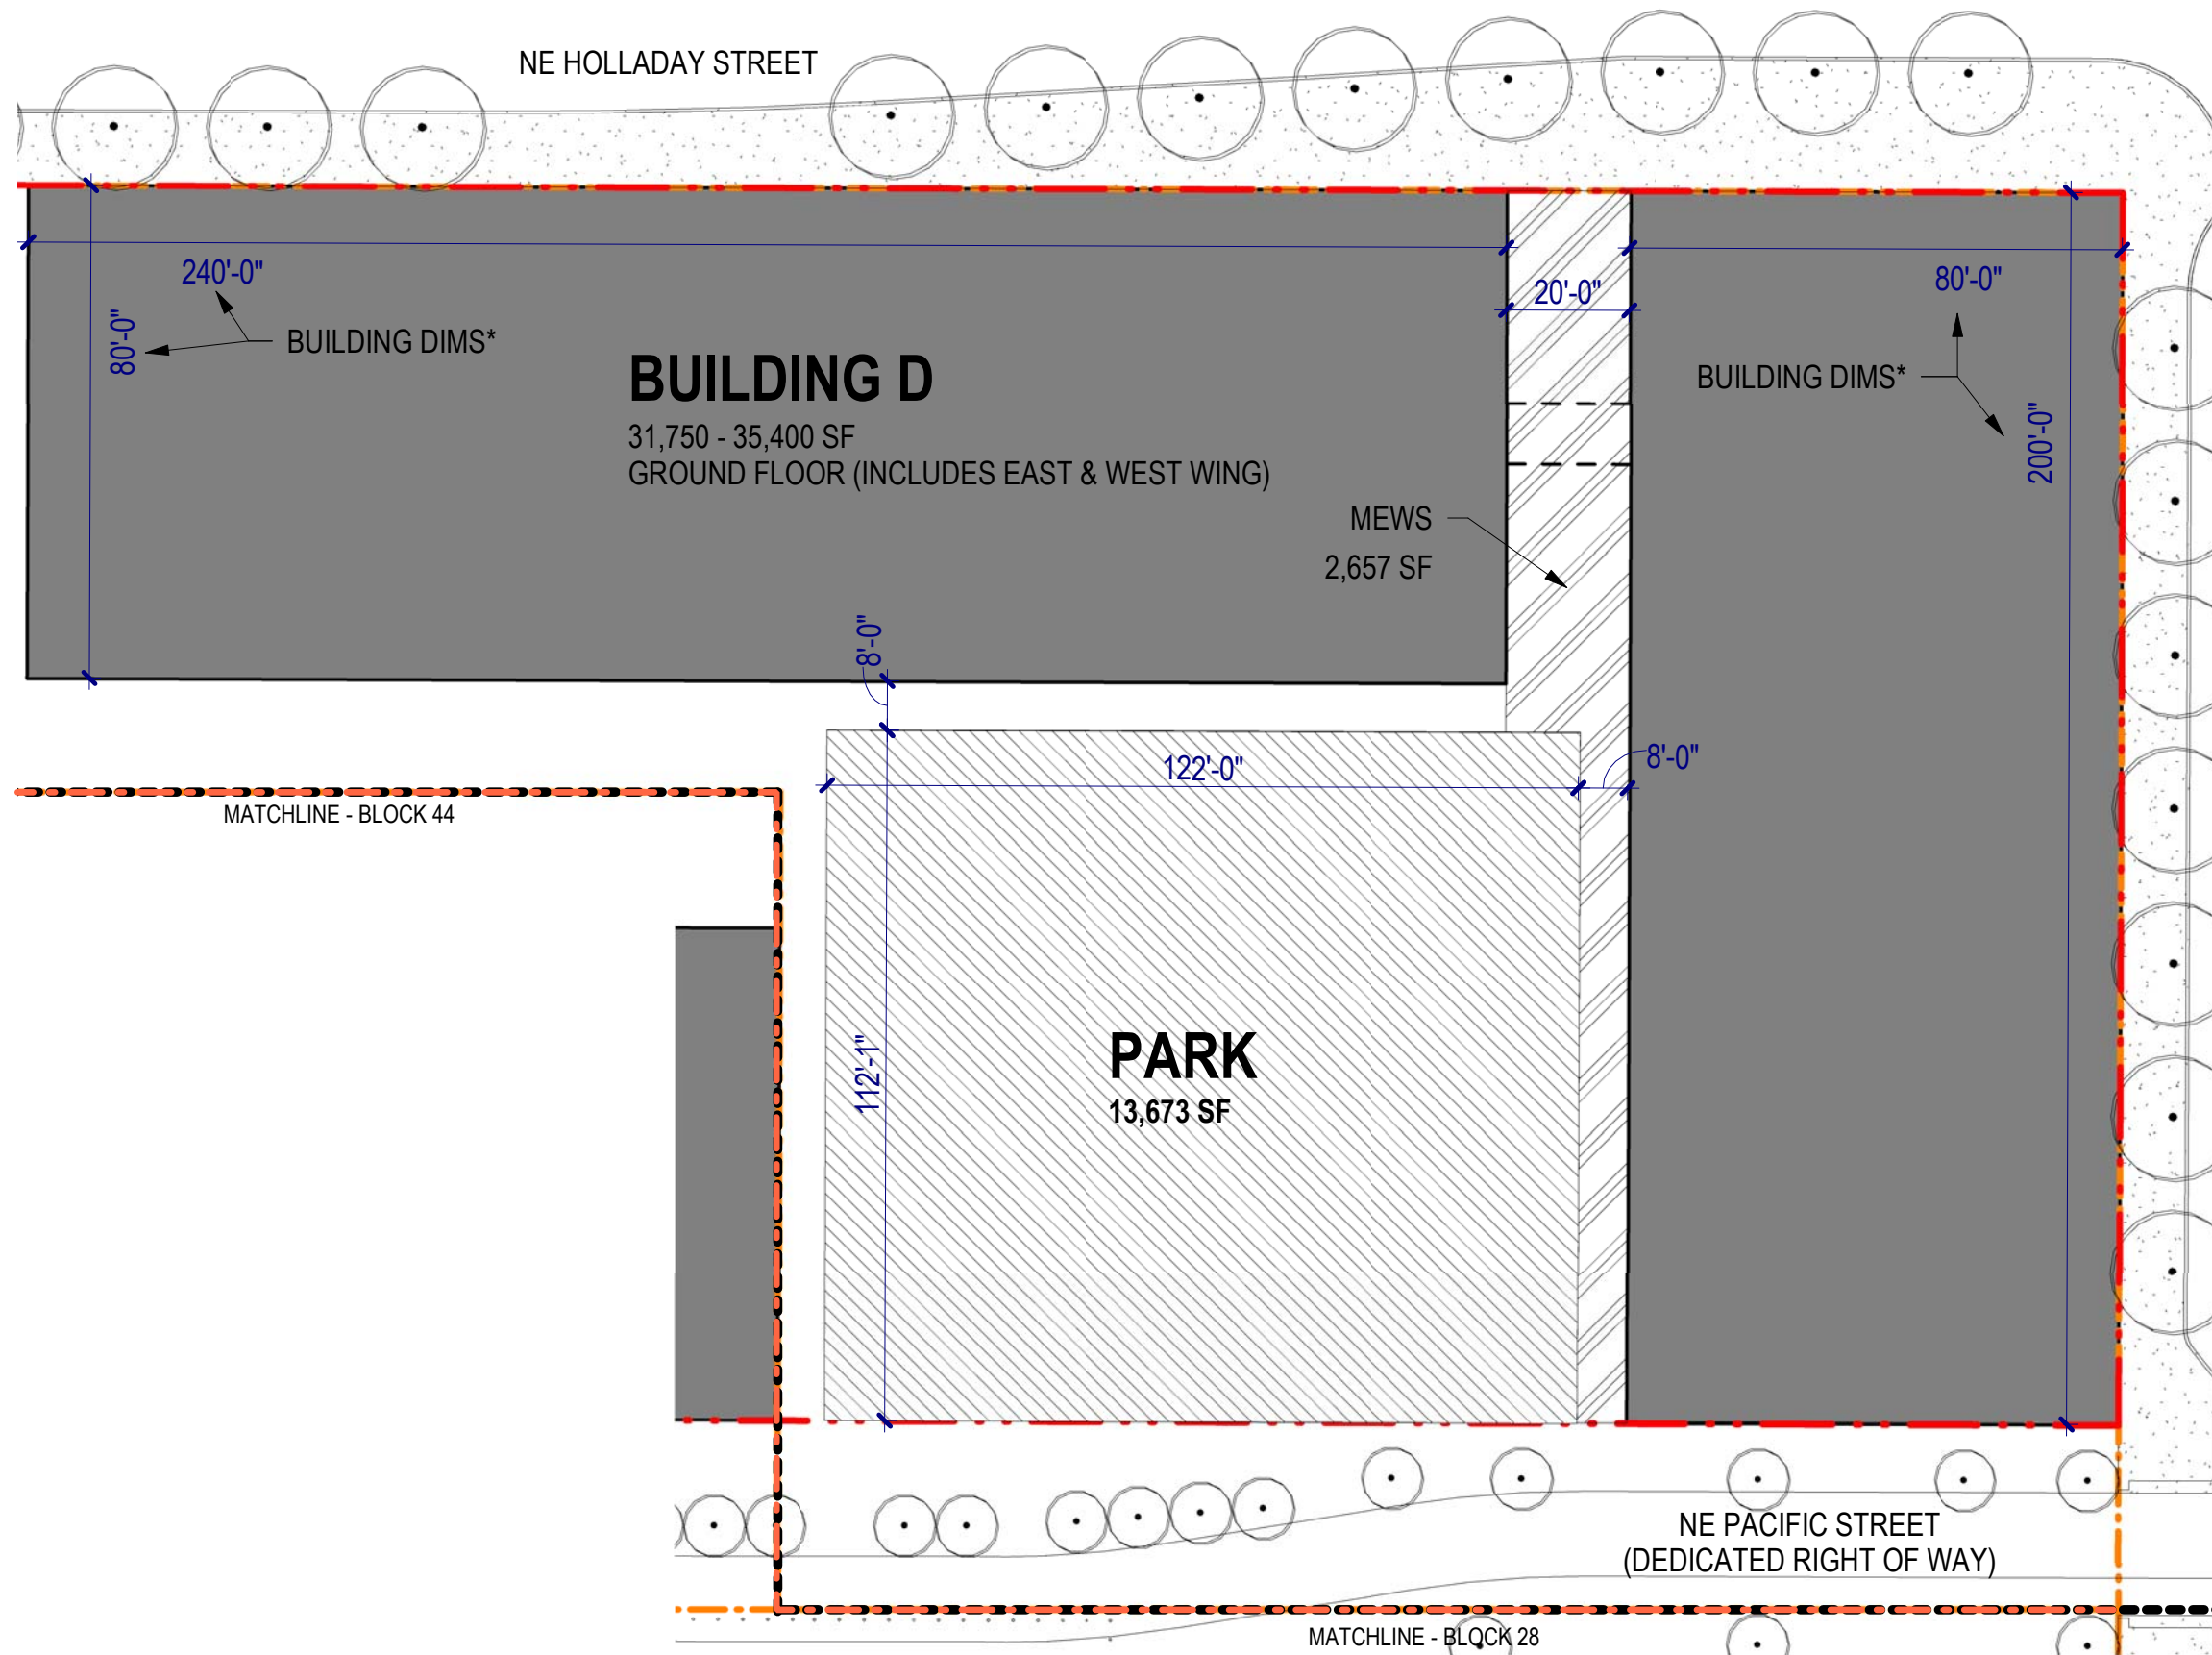 NE HOLLADAY STREET
240'-0"
80'-0"
BUILDING DIMS*
BUILDING D
31,750 - 35,400 SF
GROUND FLOOR (INCLUDES EAST & WEST WING)
20'-0"
80'-0"
BUILDING DIMS*
200'-0"
MEWS
2,657 SF
8'-0"
122'-0"
8'-0"
MATCHLINE - BLOCK 44
112'-1"
PARK
13,673 SF
NE PACIFIC STREET
(DEDICATED RIGHT OF WAY)
MATCHLINE - BLOCK 28